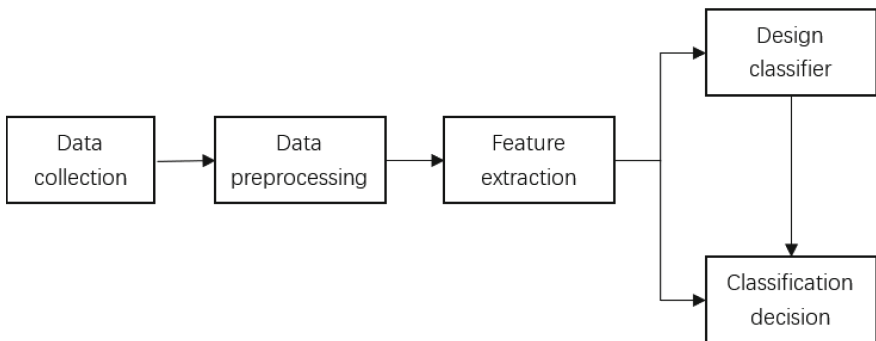 Design
classifier
Data
collection
Data
preprocessing
Feature
extraction
Classification
decision